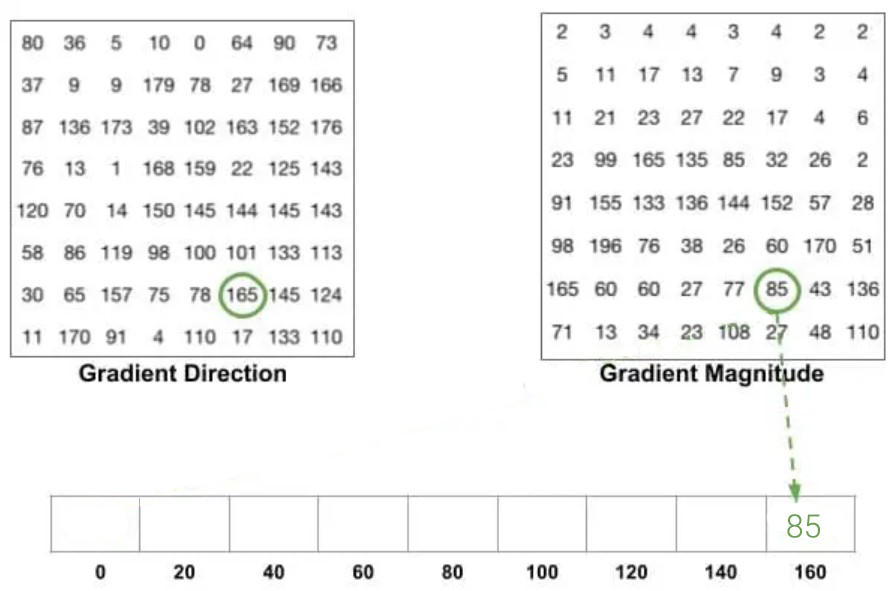 80 36 5 10 0 64 90 73
37 9 9 179 78 27 169 166
87 136 173 39 102 163 152 176
76 13 1 168 159 22 125 143
120 70 14 150 145 144 145 143
58 86 119 98 100 101 133 113
30 65 157 75 78 165 145 124
11 170 91 4 110 17 133 110
Gradient Direction
2 3 4 4 3 4 2 2
5 11 17 13 7 9 3 4
11 21 23 27 22 17 4 6
23 99 165 135 85 32 26 2
91 155 133 136 144 152 57 28
98 196 76 38 26 60 170 51
165 60 60 27 77 85 43 136
71 13 34 23 108 27 48 110
Gradient Magnitude
85
0 20 40 60 80 100 120 140 160